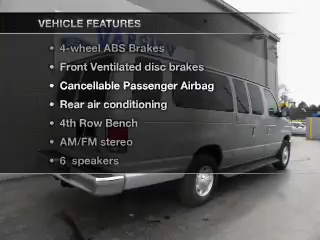 VEHICLE FEATURES
4-wheel ABS Brakes
Front Ventilated disc brakes
Cancellable Passenger Airbag
Rear air conditioning
4th Row Bench
AM/FM stereo
6 speakers